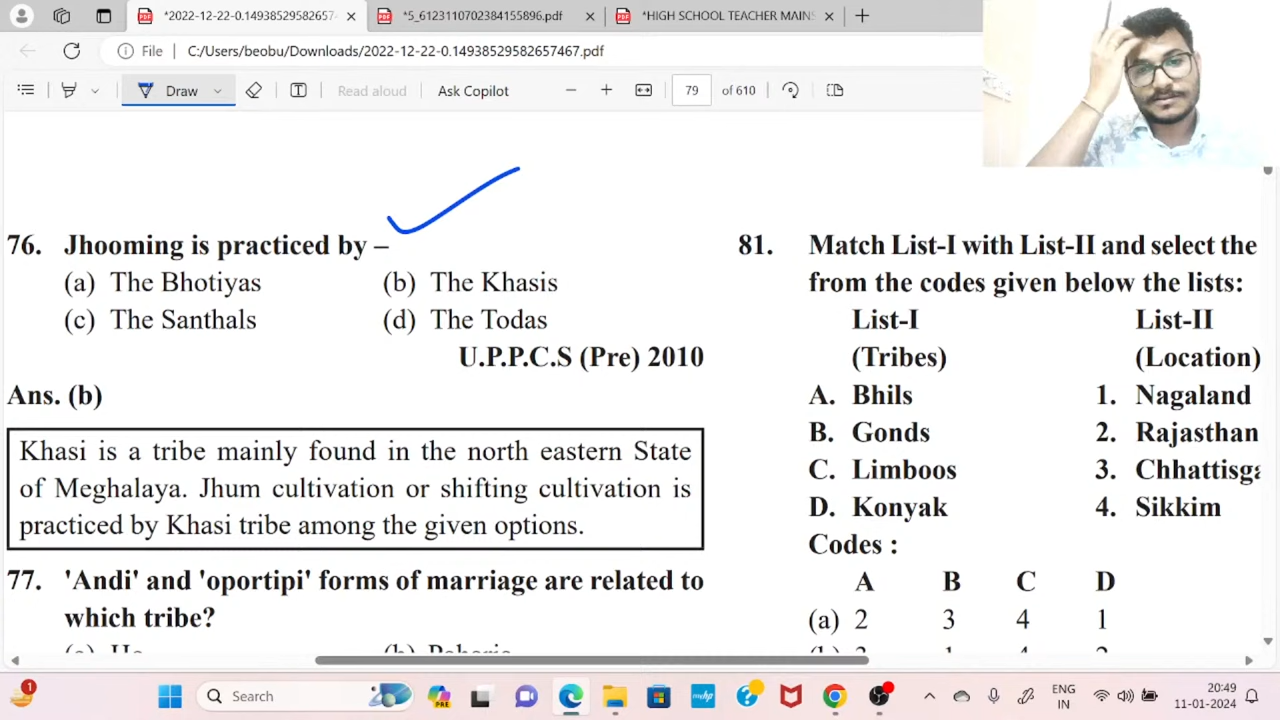 *2022-12-22-0.1493852958265​7
*5_6123110702384155896.pdf
*HIGH SCHOOL TEACHER MAINS
File
C:/Users/beobu/Downloads/2022-12-22-0.14938529582657467.pdf
Draw
Read aloud
Ask Copilot
79
of 610
76. Jhooming is practiced by –
(a) The Bhotiyas (b) The Khasis
(c) The Santhals (d) The Todas
U.P.P.C.S (Pre) 2010
Ans. (b)
Khasi is a tribe mainly found in the north eastern State
of Meghalaya. Jhum cultivation or shifting cultivation is
practiced by Khasi tribe among the given options.
77. 'Andi' and 'oportipi' forms of marriage are related to
which tribe?
81. Match List-I with List-II and select the
from the codes given below the lists:
List-I List-II
(Tribes) (Location)
A. Bhils 1. Nagaland
B. Gonds 2. Rajasthan
C. Limboos 3. Chhattisga
D. Konyak 4. Sikkim
Codes :
A B C D
(a) 2 3 4 1
1
Search
PRE
ENG
IN
20:49
11-01-2024